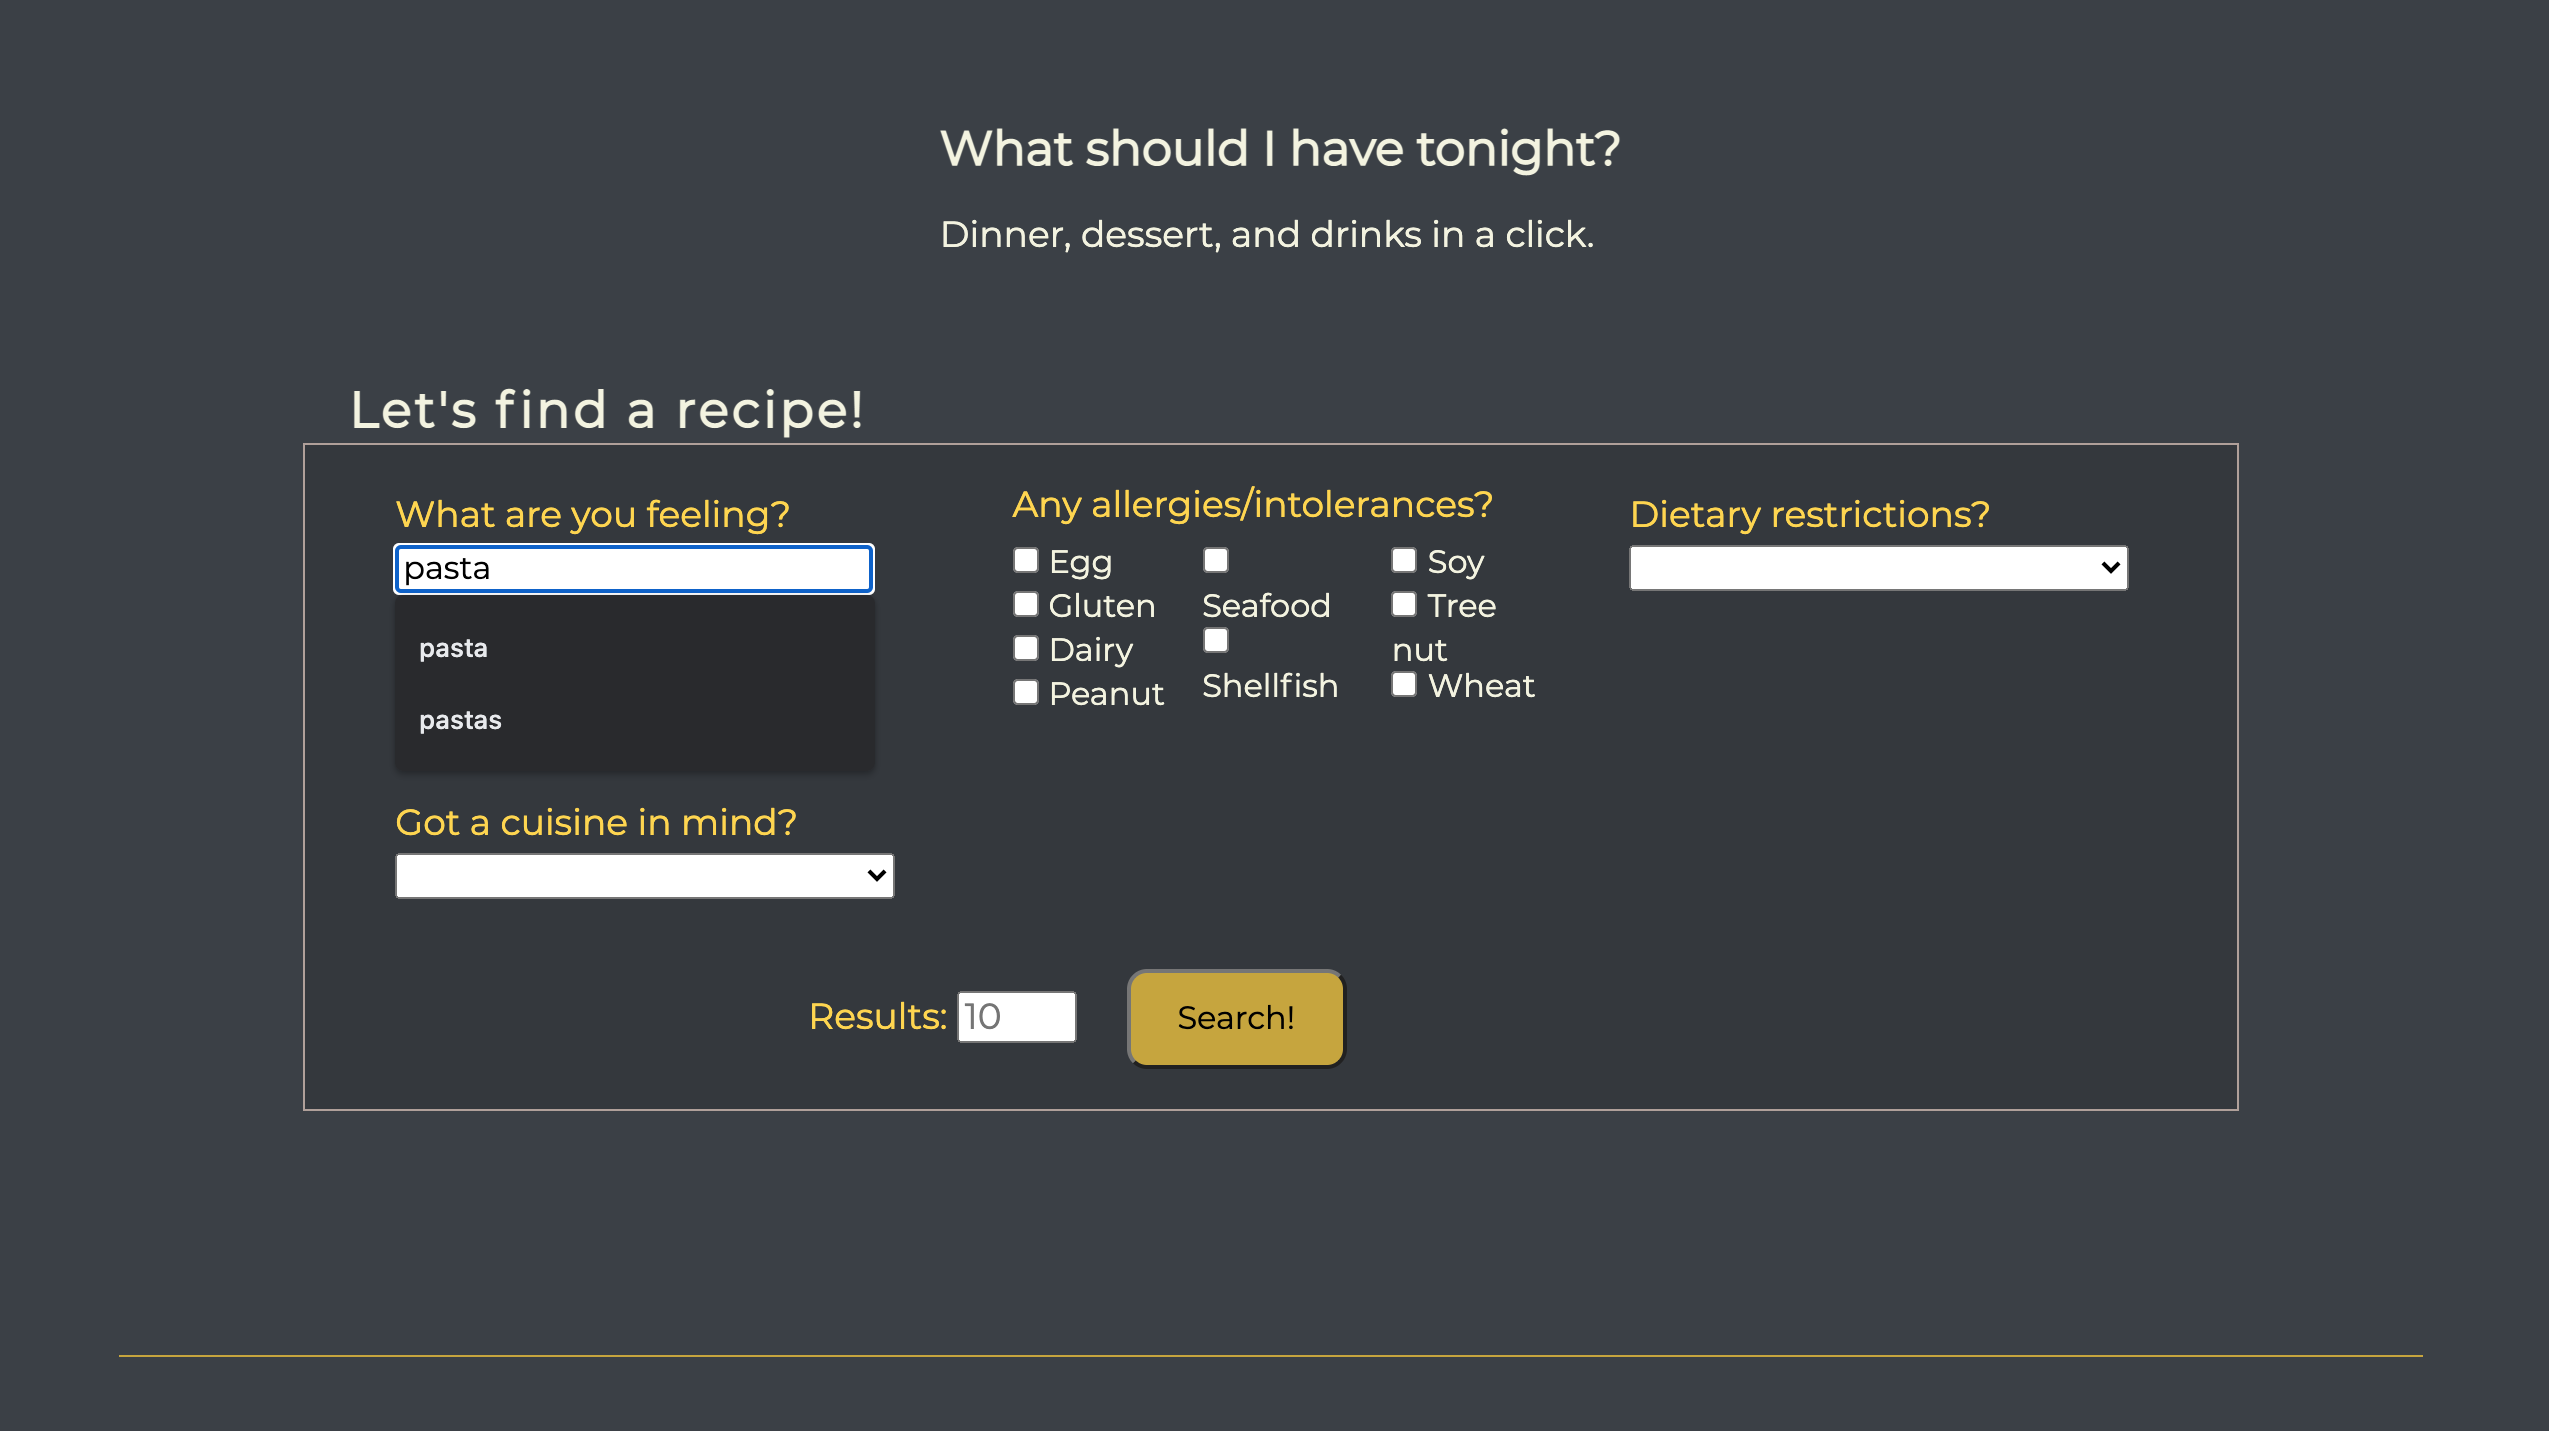 What should I have tonight?
Dinner, dessert, and drinks in a click.
Let's find a recipe!
What are you feeling?
pasta
pasta
pastas
Got a cuisine in mind?
Any allergies/intolerances?
Egg
Gluten
Dairy
Peanut
Seafood
Shellfish
Soy
Tree
nut
Wheat
Dietary restrictions?
Results: 10
Search!